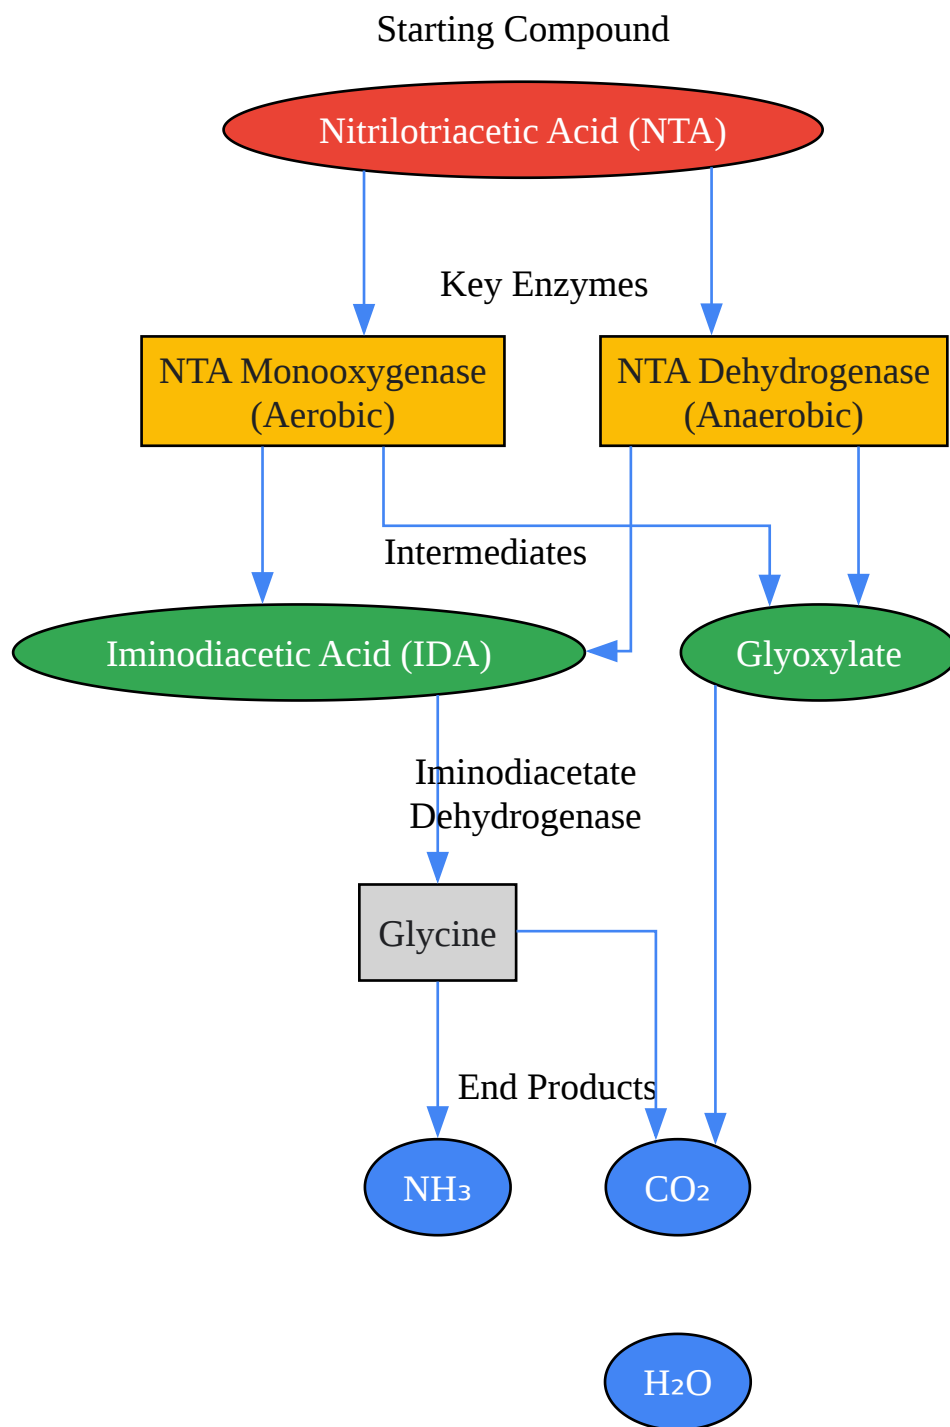 Starting Compound
Nitrilotriacetic Acid (NTA)
Key Enzymes
NTA Monooxygenase
(Aerobic)
NTA Dehydrogenase
(Anaerobic)
Intermediates
Iminodiacetic Acid (IDA)
Glyoxylate
Iminodiacetate
Dehydrogenase
Glycine
End Products
NH₃
CO₂
H₂O